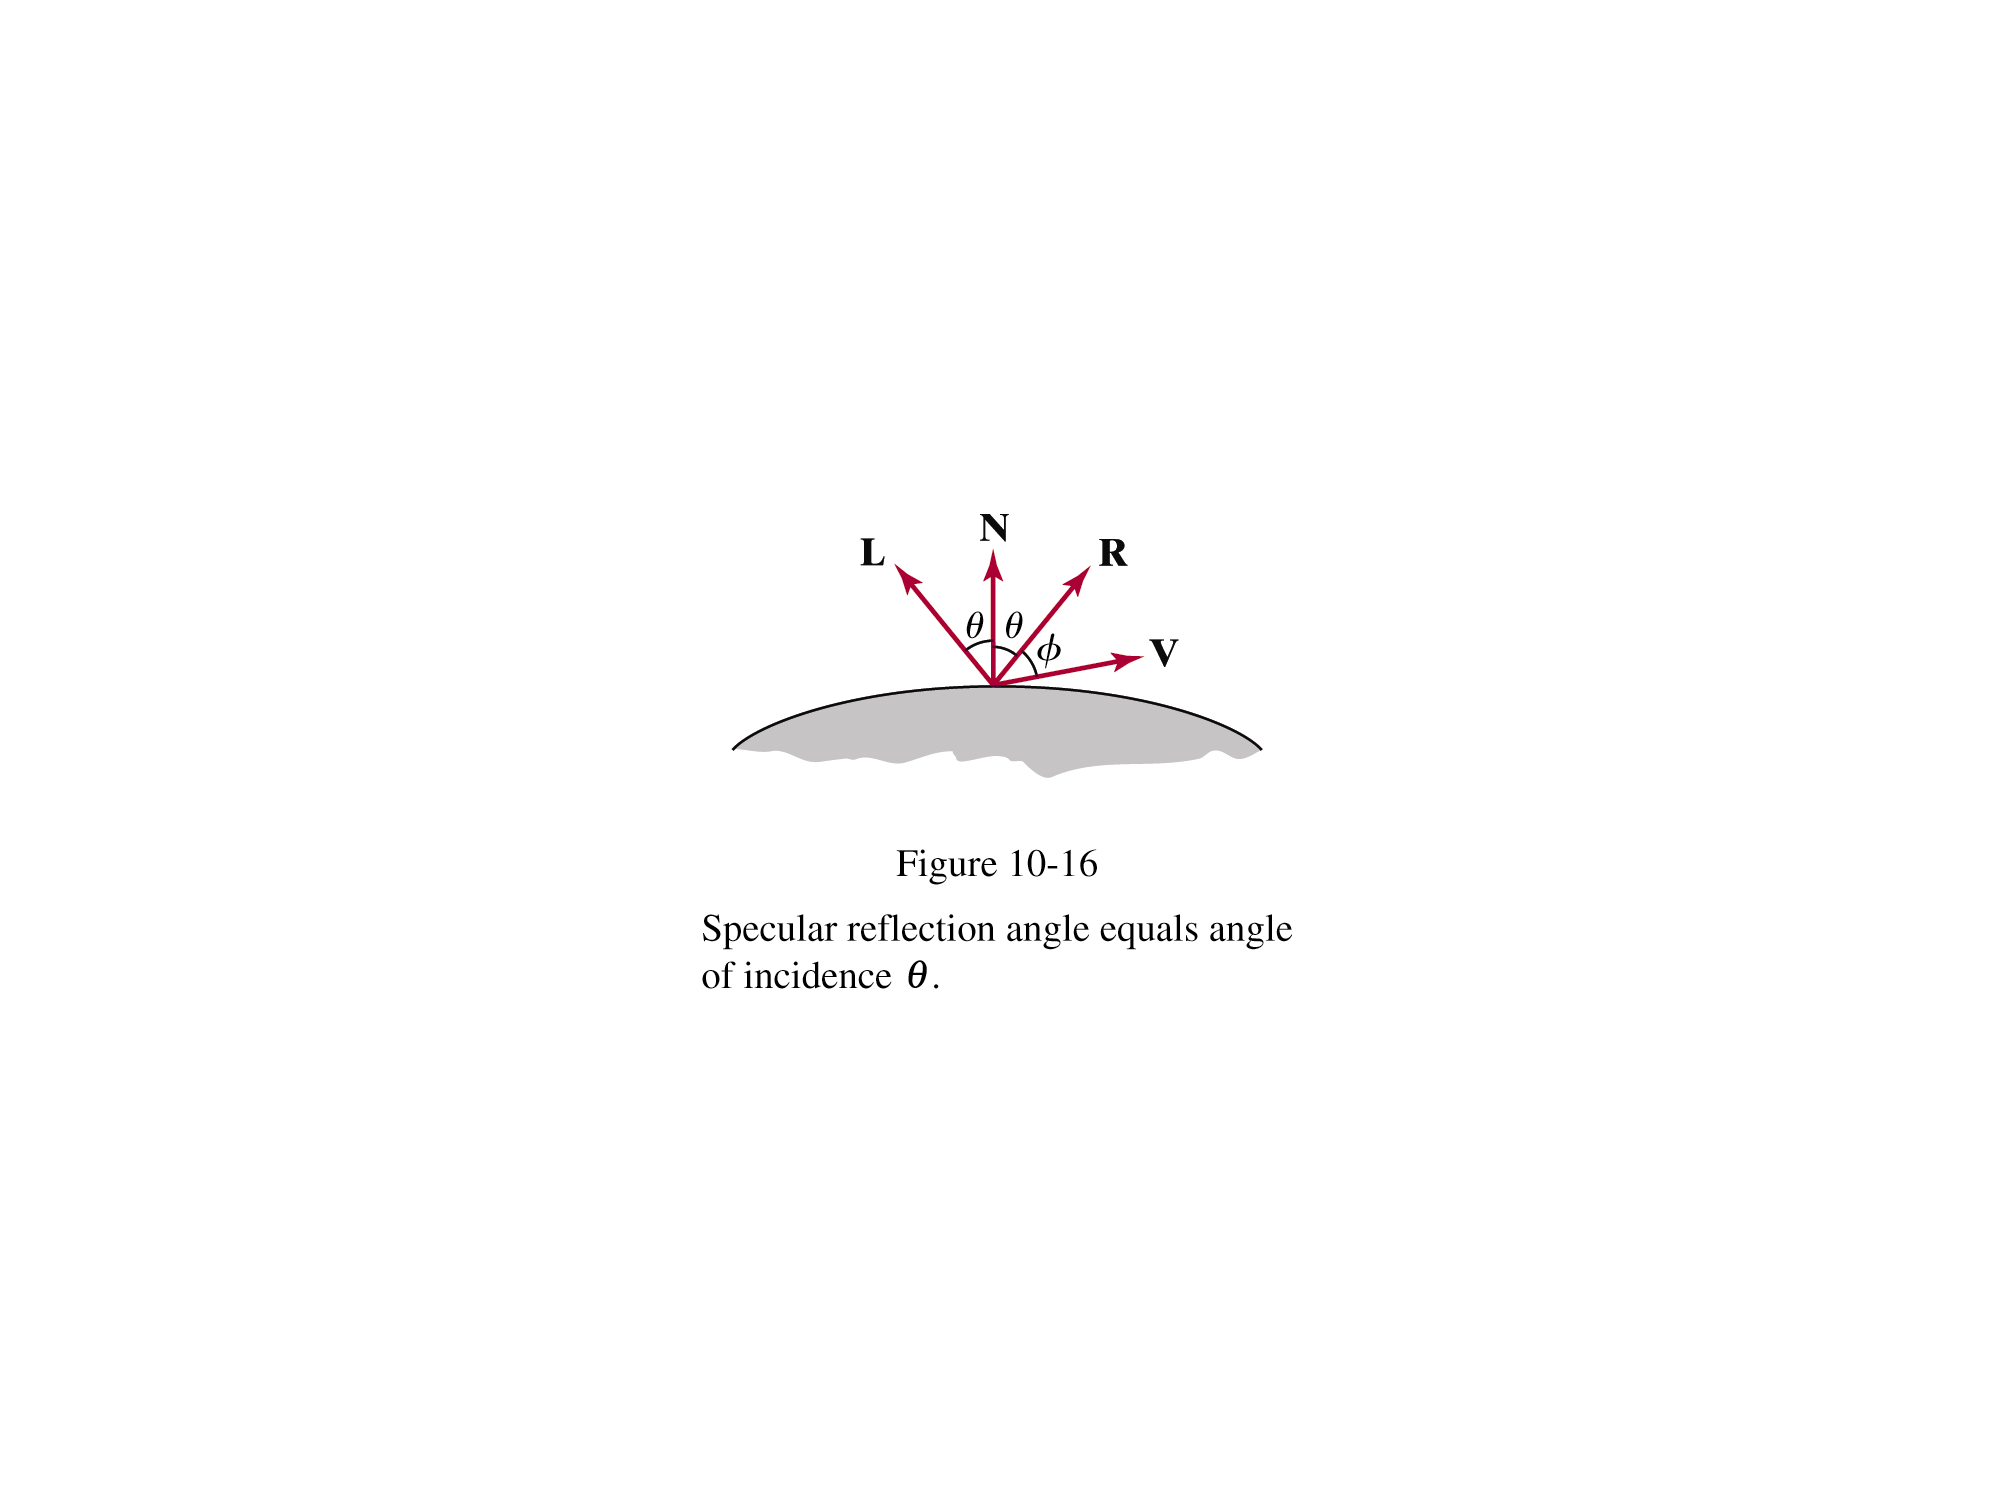 N
L
R
θ
θ
ϕ
V
Figure 10-16
Specular reflection angle equals angle
of incidence θ.